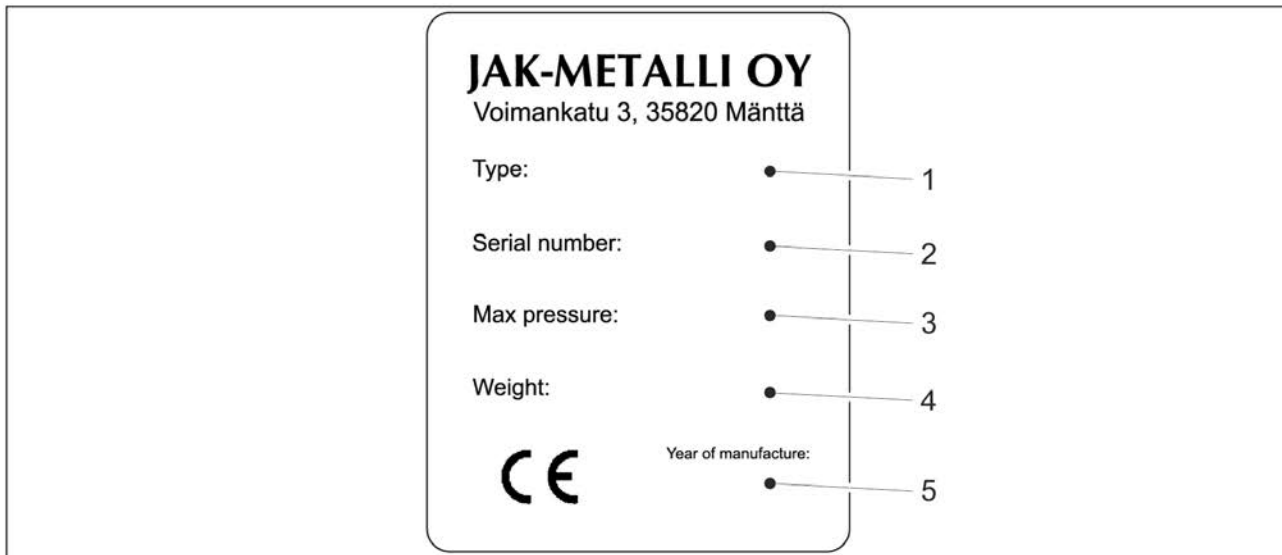 JAK-METALLI OY
Voimankatu 3, 35820 Mänttä
Type: 1
Serial number: 2
Max pressure: 3
Weight: 4
CE Year of manufacture:
5